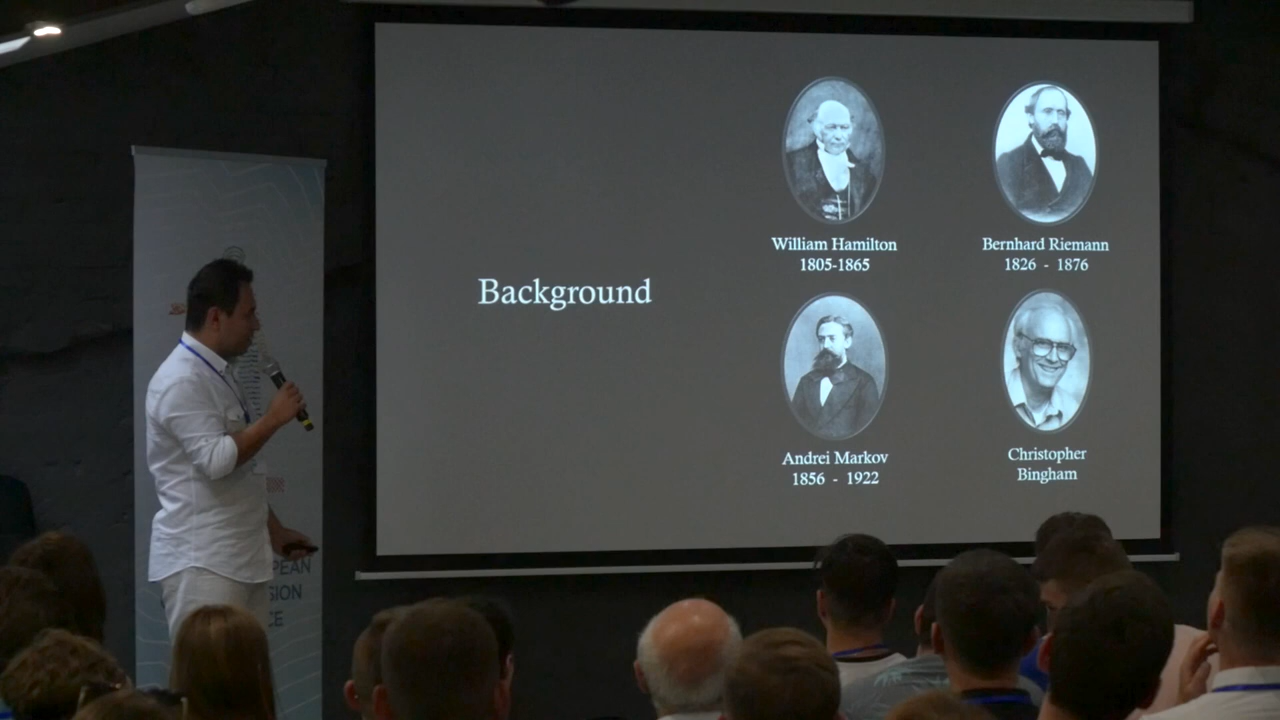 Background
William Hamilton
1805-1865
Bernhard Riemann
1826 - 1876
Andrei Markov
1856 - 1922
Christopher
Bingham
PEAN
SION
CE